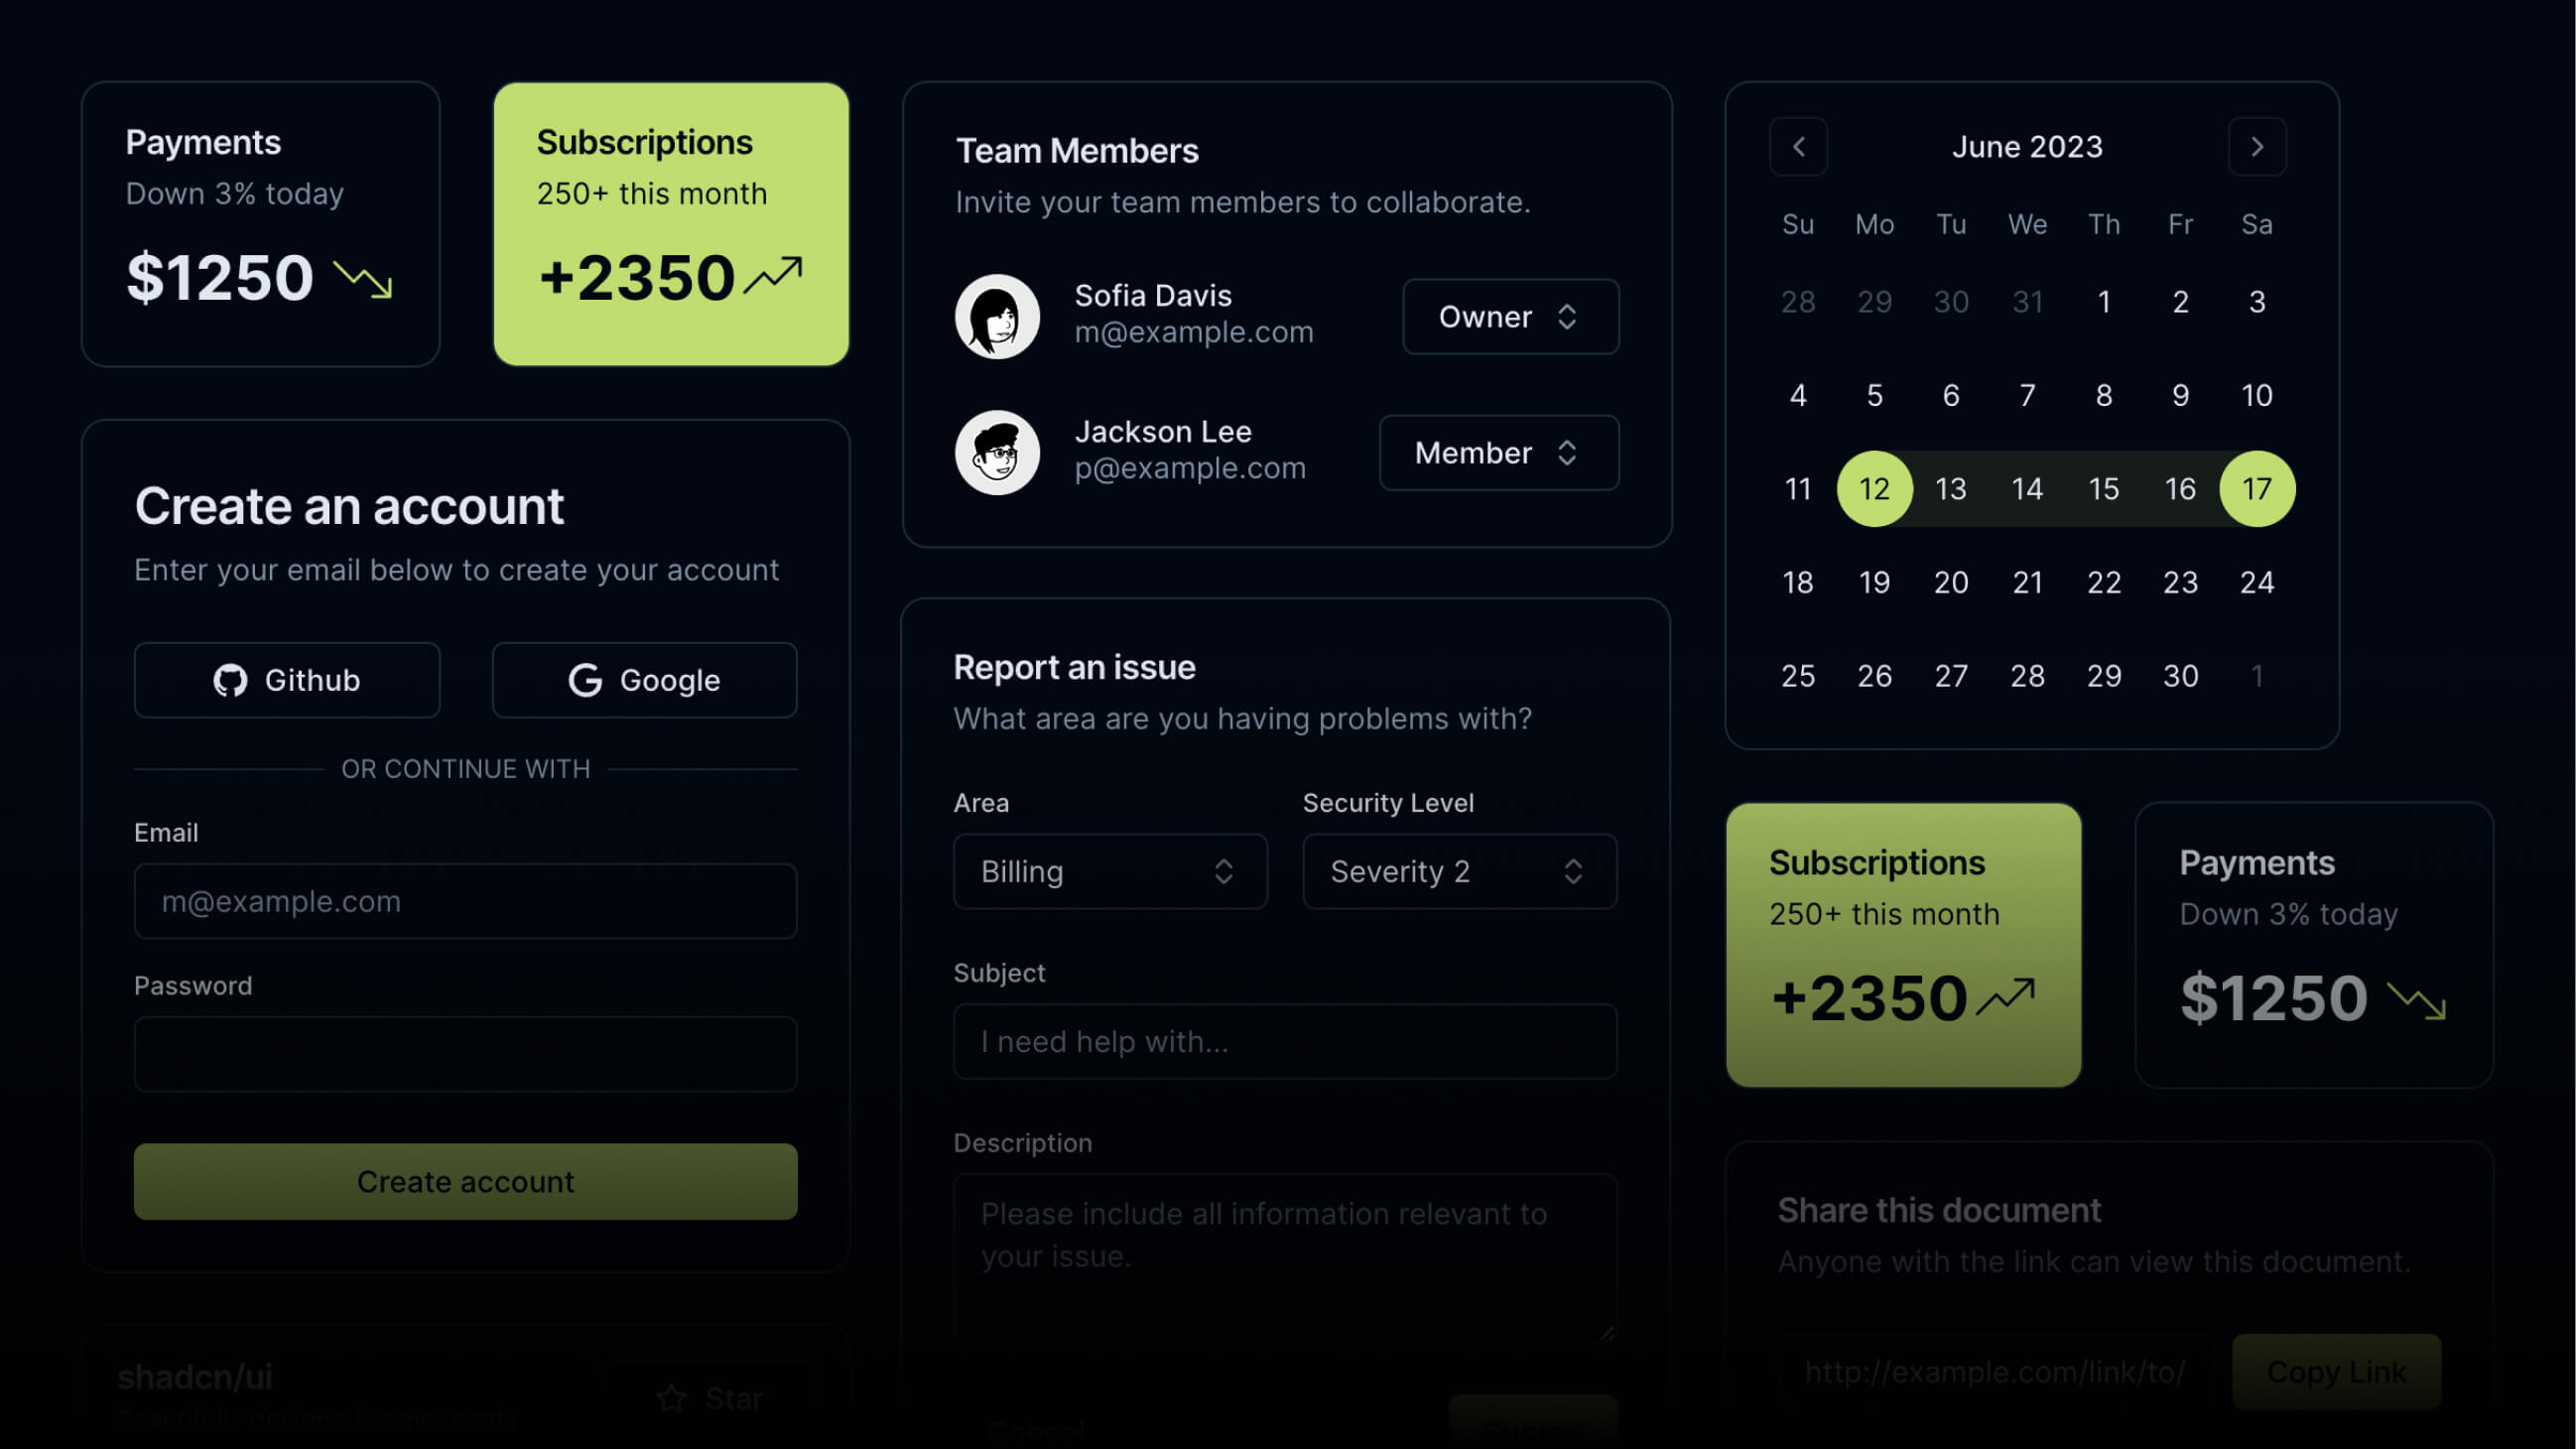 Payments
Down 3% today
$1250
Subscriptions
250+ this month
+2350
Create an account
Enter your email below to create your account
Github
Google
OR CONTINUE WITH
Email
m@example.com
Password
Create account
shadcn/ui
Star
Beautifully designed components
Team Members
Invite your team members to collaborate.
Sofia Davis
m@example.com
Owner
Jackson Lee
p@example.com
Member
Report an issue
What area are you having problems with?
Area
Security Level
Billing
Severity 2
Subject
I need help with...
Description
Please include all information relevant to
your issue.
Cancel
Submit
June 2023
Su Mo Tu We Th Fr Sa
28 29 30 31 1 2 3
4 5 6 7 8 9 10
11 12 13 14 15 16 17
18 19 20 21 22 23 24
25 26 27 28 29 30 1
Subscriptions
250+ this month
+2350
Payments
Down 3% today
$1250
Share this document
Anyone with the link can view this document.
http://example.com/link/to/
Copy Link